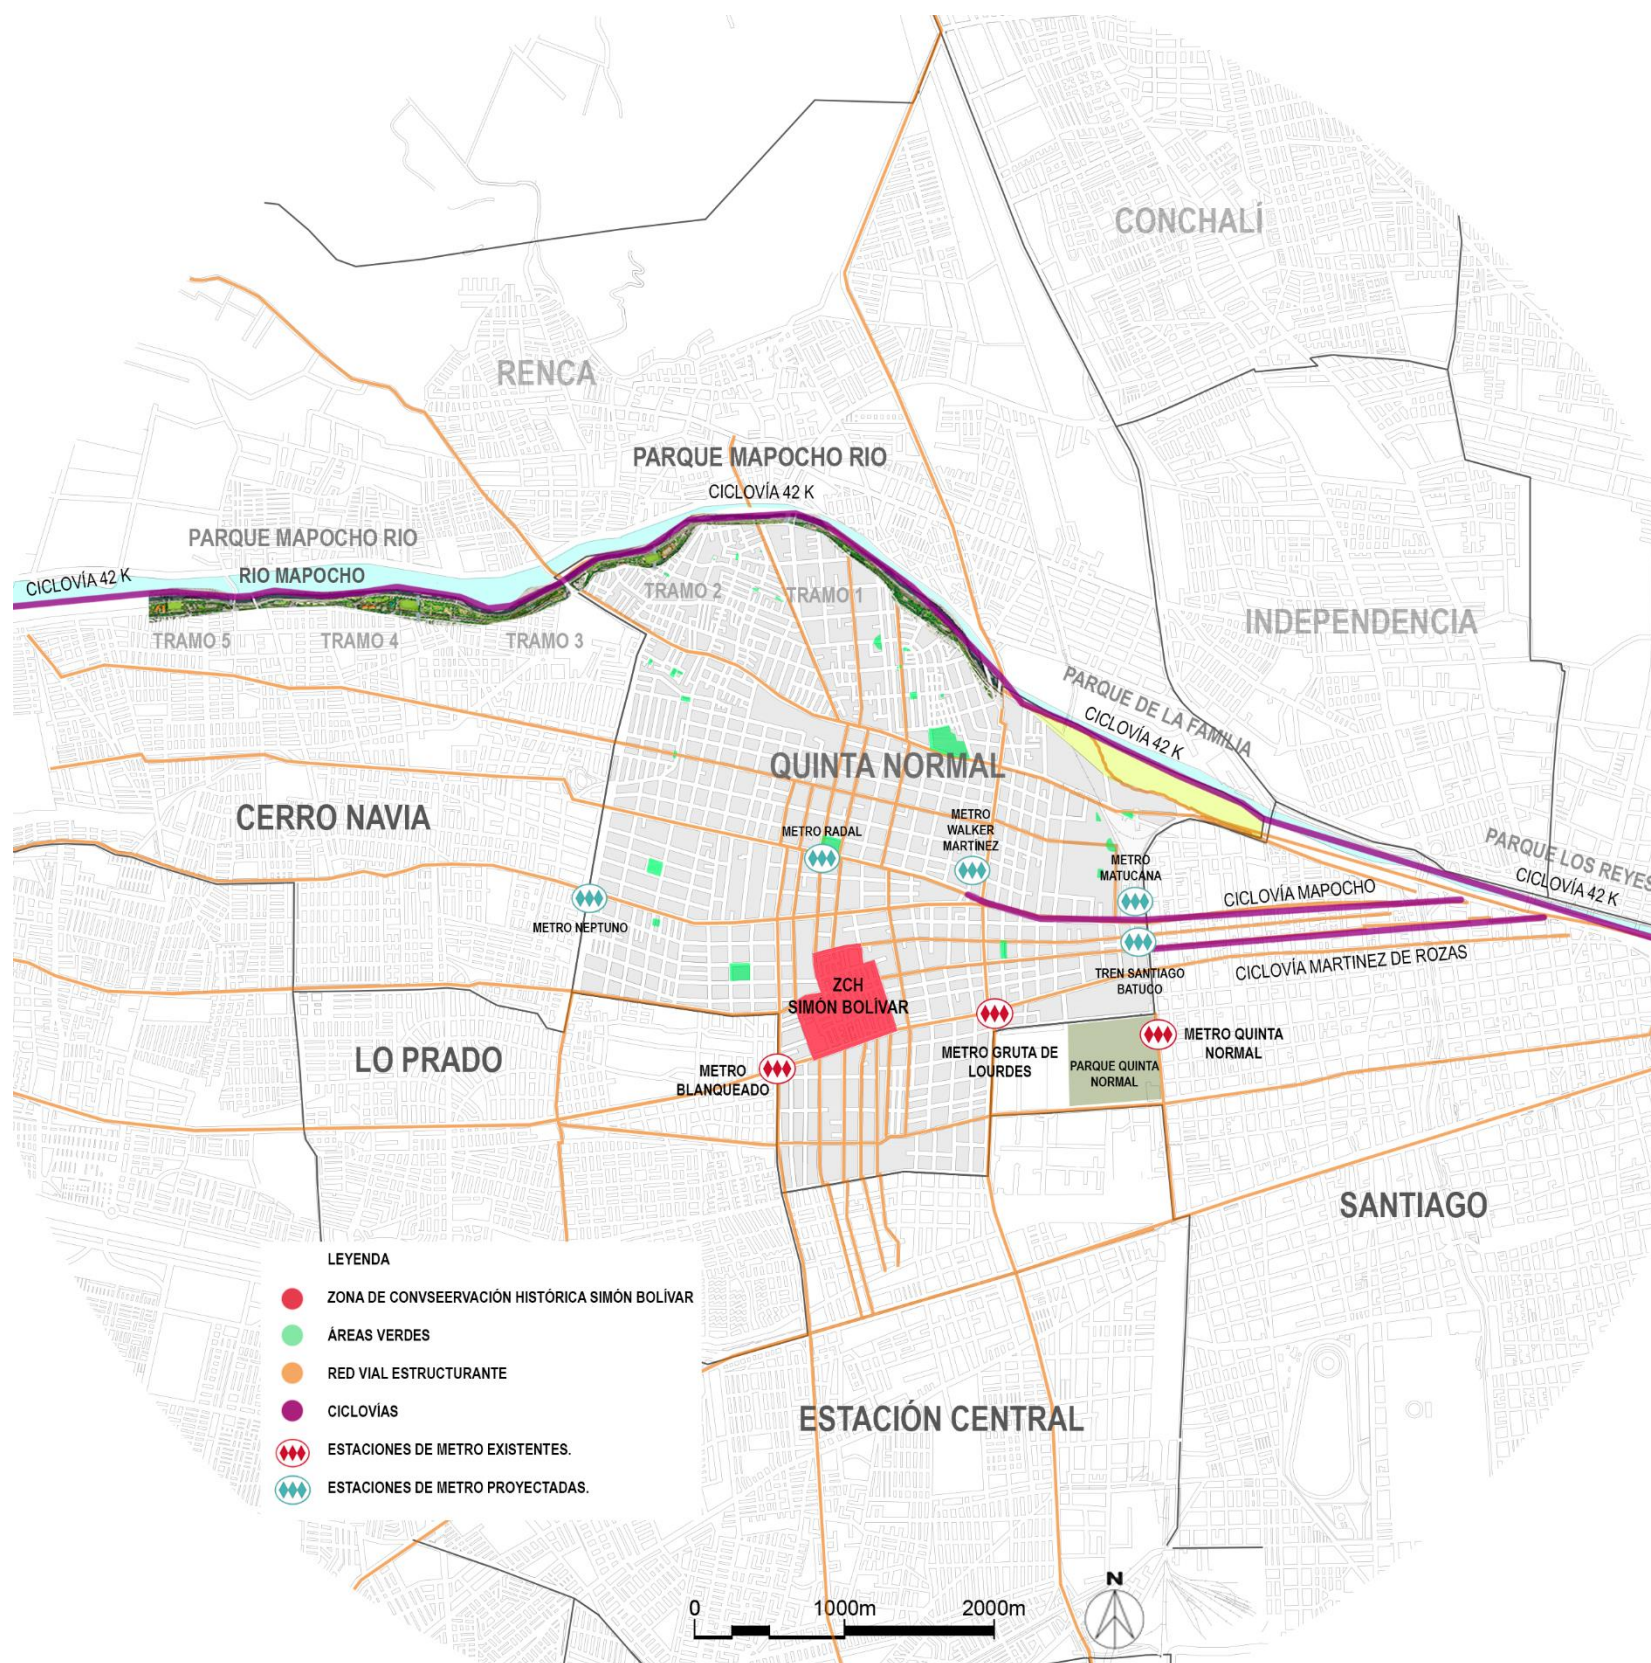 CONCHALÍ
RENCA
PARQUE MAPOCHO RIO
CICLOVÍA 42 K
PARQUE MAPOCHO RIO
RIO MAPOCHO
CICLOVÍA 42 K
TRAMO 5
TRAMO 4
TRAMO 3
TRAMO 2
TRAMO 1
INDEPENDENCIA
PARQUE DE LA FAMILIA
CICLOVÍA 42 K
QUINTA NORMAL
CERRO NAVIA
METRO RADAL
METRO
WALKER
MARTÍNEZ
METRO
MATUCANA
PARQUE LOS REYES
CICLOVÍA 42 K
CICLOVÍA MAPOCHO
METRO NEPTUNO
CICLOVÍA MARTINEZ DE ROZAS
TREN SANTIAGO
BATUCO
ZCH
SIMÓN BOLÍVAR
LO PRADO
METRO
BLANQUEADO
METRO GRUTA DE
LOURDES
PARQUE QUINTA
NORMAL
METRO QUINTA
NORMAL
SANTIAGO
LEYENDA
ZONA DE CONVSEERVACIÓN HISTÓRICA SIMÓN BOLÍVAR
ÁREAS VERDES
RED VIAL ESTRUCTURANTE
CICLOVÍAS
ESTACIONES DE METRO EXISTENTES.
ESTACIONES DE METRO PROYECTADAS.
ESTACIÓN CENTRAL
0 1000m 2000m
N